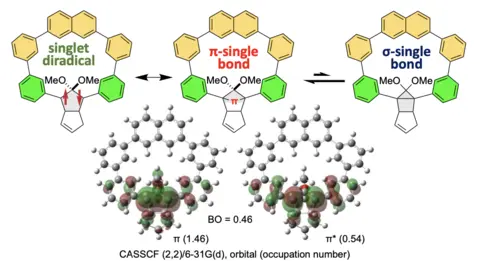 singlet
diradical
MeO OMe
π-single
bond
MeO OMe
π
σ-single
bond
MeO OMe
BO = 0.46
π (1.46)
π* (0.54)
CASSCF (2,2)/6-31G(d), orbital (occupation number)